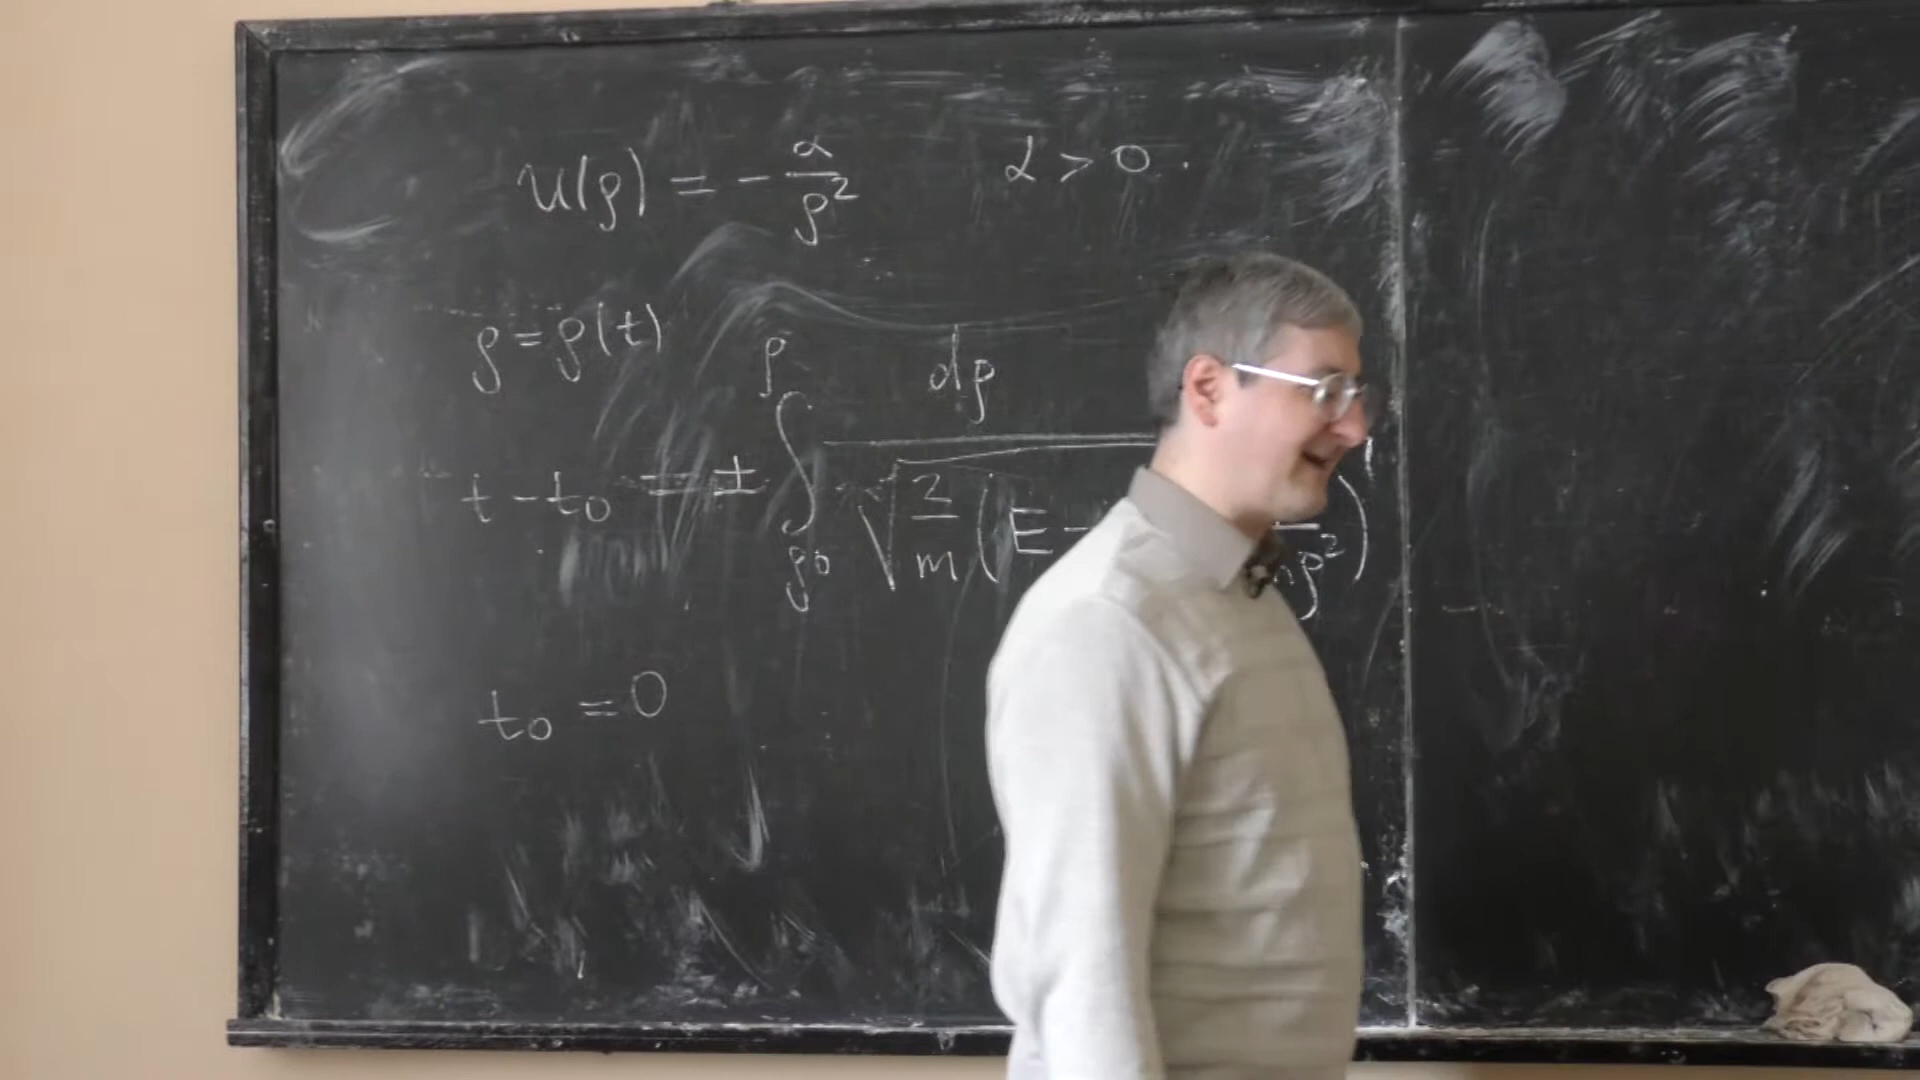 u(ρ) = - α/ρ² α > 0 .
ρ = ρ(t)
t - t₀ = ± ∫_{ρ₀}^{ρ} dρ / √(2/m (E - ρ²)
t₀ = 0